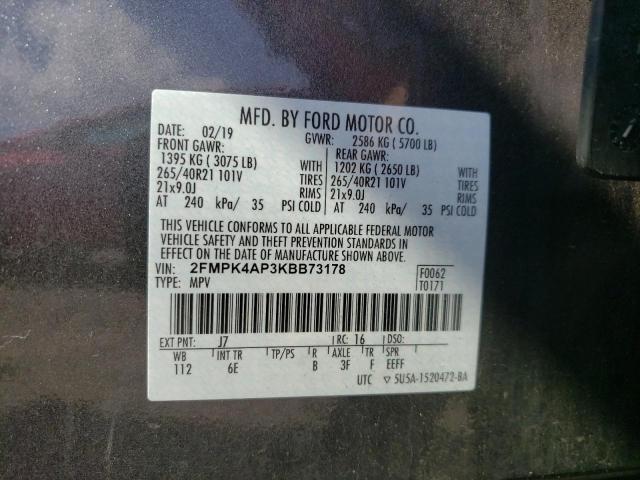 MFD. BY FORD MOTOR CO.
DATE: 02/19 GVWR: 2586 KG ( 5700 LB)
FRONT GAWR: REAR GAWR:
1395 KG ( 3075 LB) WITH 1202 KG ( 2650 LB) WITH
265/40R21 101V TIRES 265/40R21 101V TIRES
21x9.0J RIMS 21x9.0J RIMS
AT 240 kPa/ 35 PSI COLD AT 240 kPa/ 35 PSI COLD
THIS VEHICLE CONFORMS TO ALL APPLICABLE FEDERAL MOTOR
VEHICLE SAFETY AND THEFT PREVENTION STANDARDS IN
EFFECT ON THE DATE OF MANUFACTURE SHOWN ABOVE.
VIN: 2FMPK4AP3KBB73178 F0062
TYPE: MPV T0171
EXT PNT: J7 RC: 16 DSO:
WB INT TR TP/PS R AXLE TR SPR
112 6E B 3F F EEFF
UTC ▽ 5U5A-1520472-BA